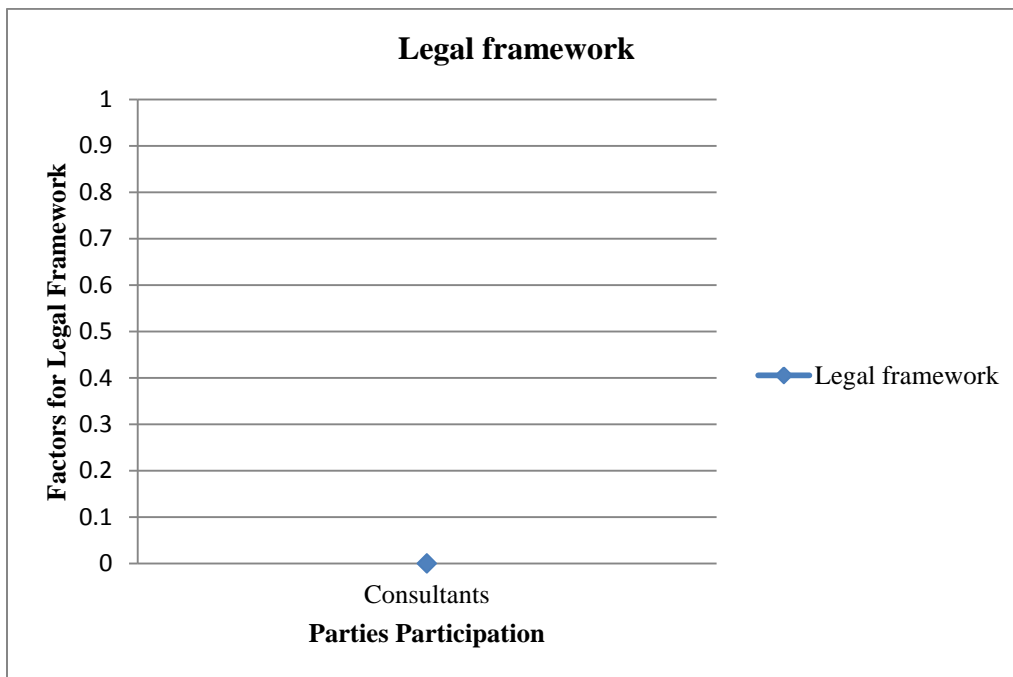 Legal framework
Factors for Legal Framework
1
0.9
0.8
0.7
0.6
0.5
0.4
0.3
0.2
0.1
0
Consultants
Parties Participation
Legal framework